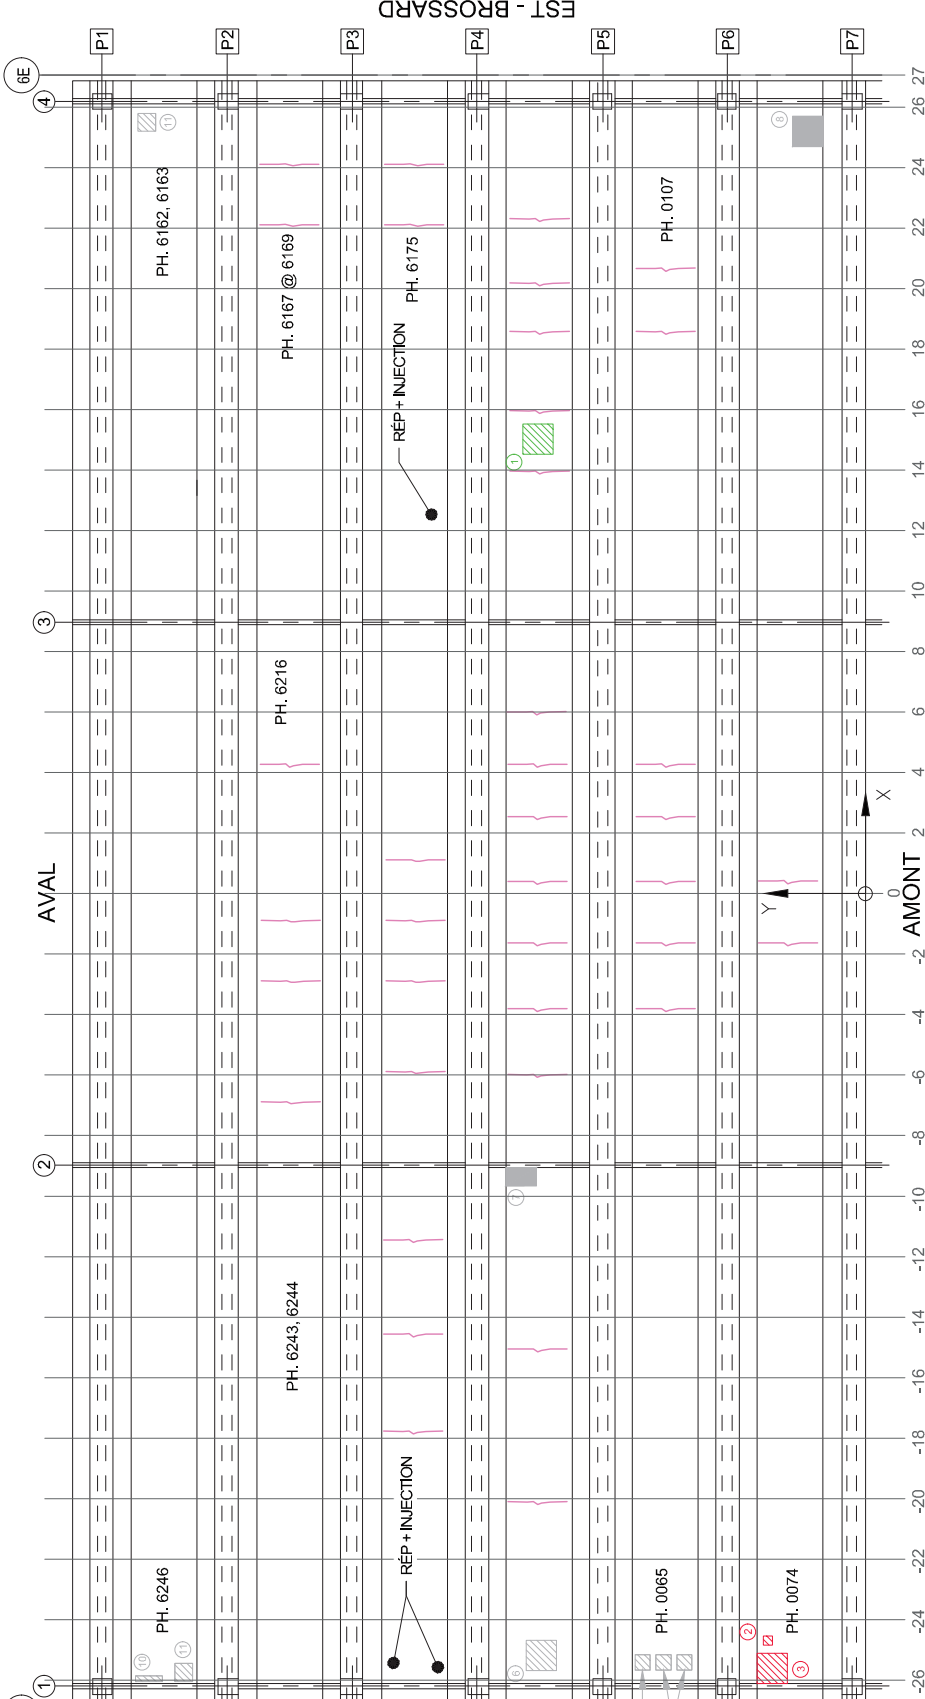 EST - BROSSARD
6E
4
P1
P2
P3
P4
P5
P6
P7
27
26
11
8
24
PH. 6162, 6163
22
PH. 6167 @ 6169
PH. 6175
PH. 0107
20
18
RÉP + INJECTION
16
1
14
12
10
3
8
PH. 6216
6
4
X
2
AVAL
Y
0
AMONT
-2
-4
-6
-8
2
-10
7
-12
PH. 6243, 6244
-14
-16
-18
RÉP + INJECTION
-20
-22
PH. 6246
PH. 0065
PH. 0074
-24
10
11
6
2
3
1
-26